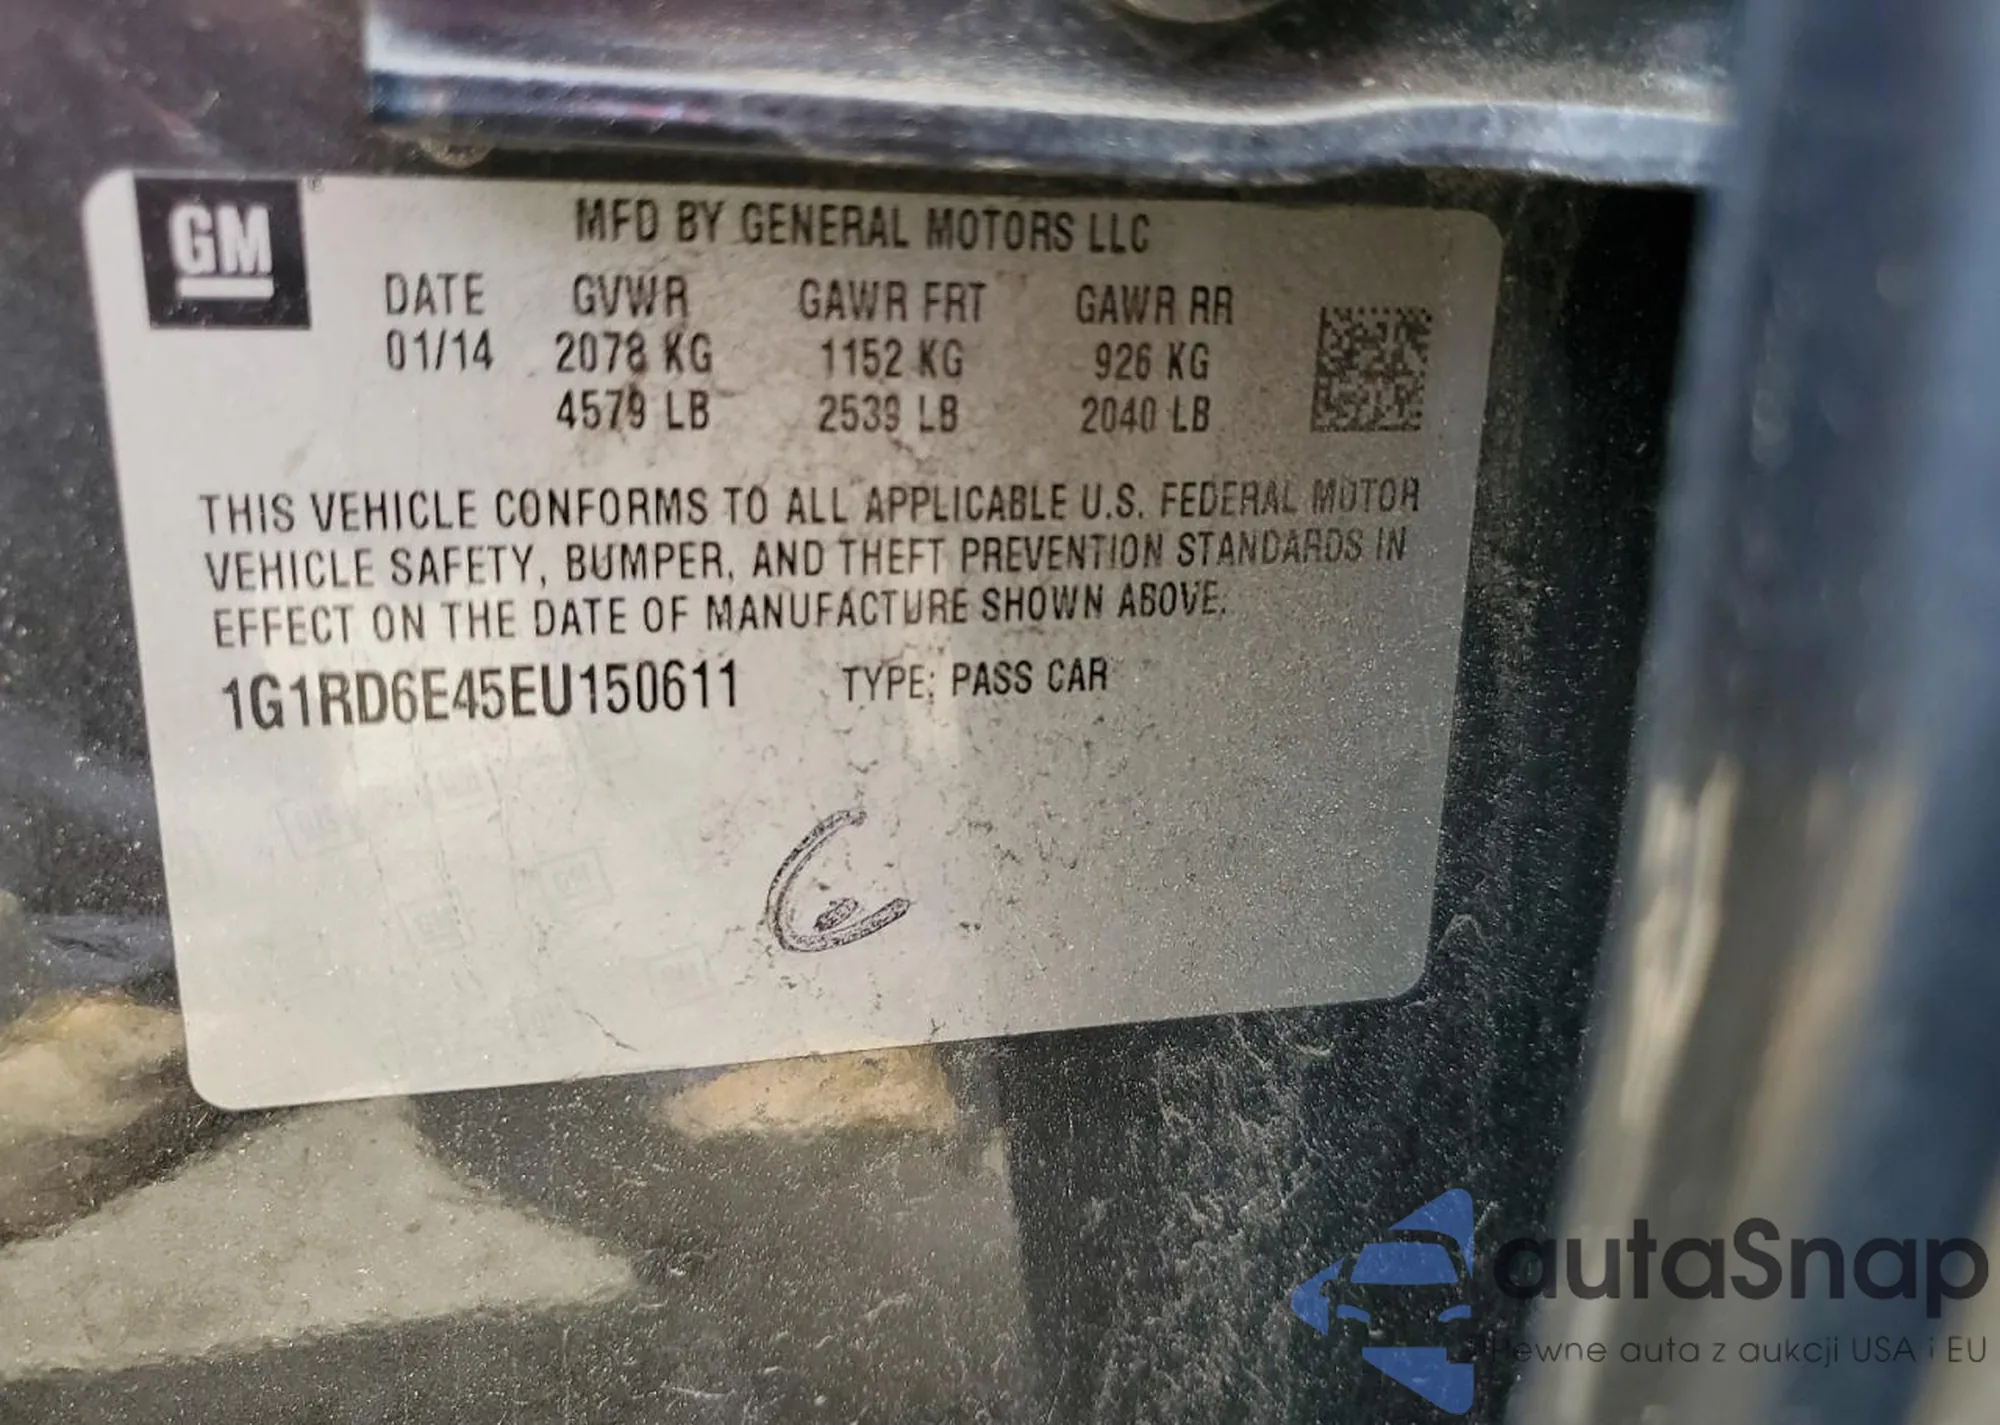 GM
MFD BY GENERAL MOTORS LLC
DATE GVWR GAWR FRT GAWR RR
01/14 2078 KG 1152 KG 926 KG
4579 LB 2539 LB 2040 LB
THIS VEHICLE CONFORMS TO ALL APPLICABLE U.S. FEDERAL MOTOR
VEHICLE SAFETY, BUMPER, AND THEFT PREVENTION STANDARDS IN
EFFECT ON THE DATE OF MANUFACTURE SHOWN ABOVE.
1G1RD6E45EU150611 TYPE: PASS CAR
autaSnap
Pewne auta z aukcji USA i EU